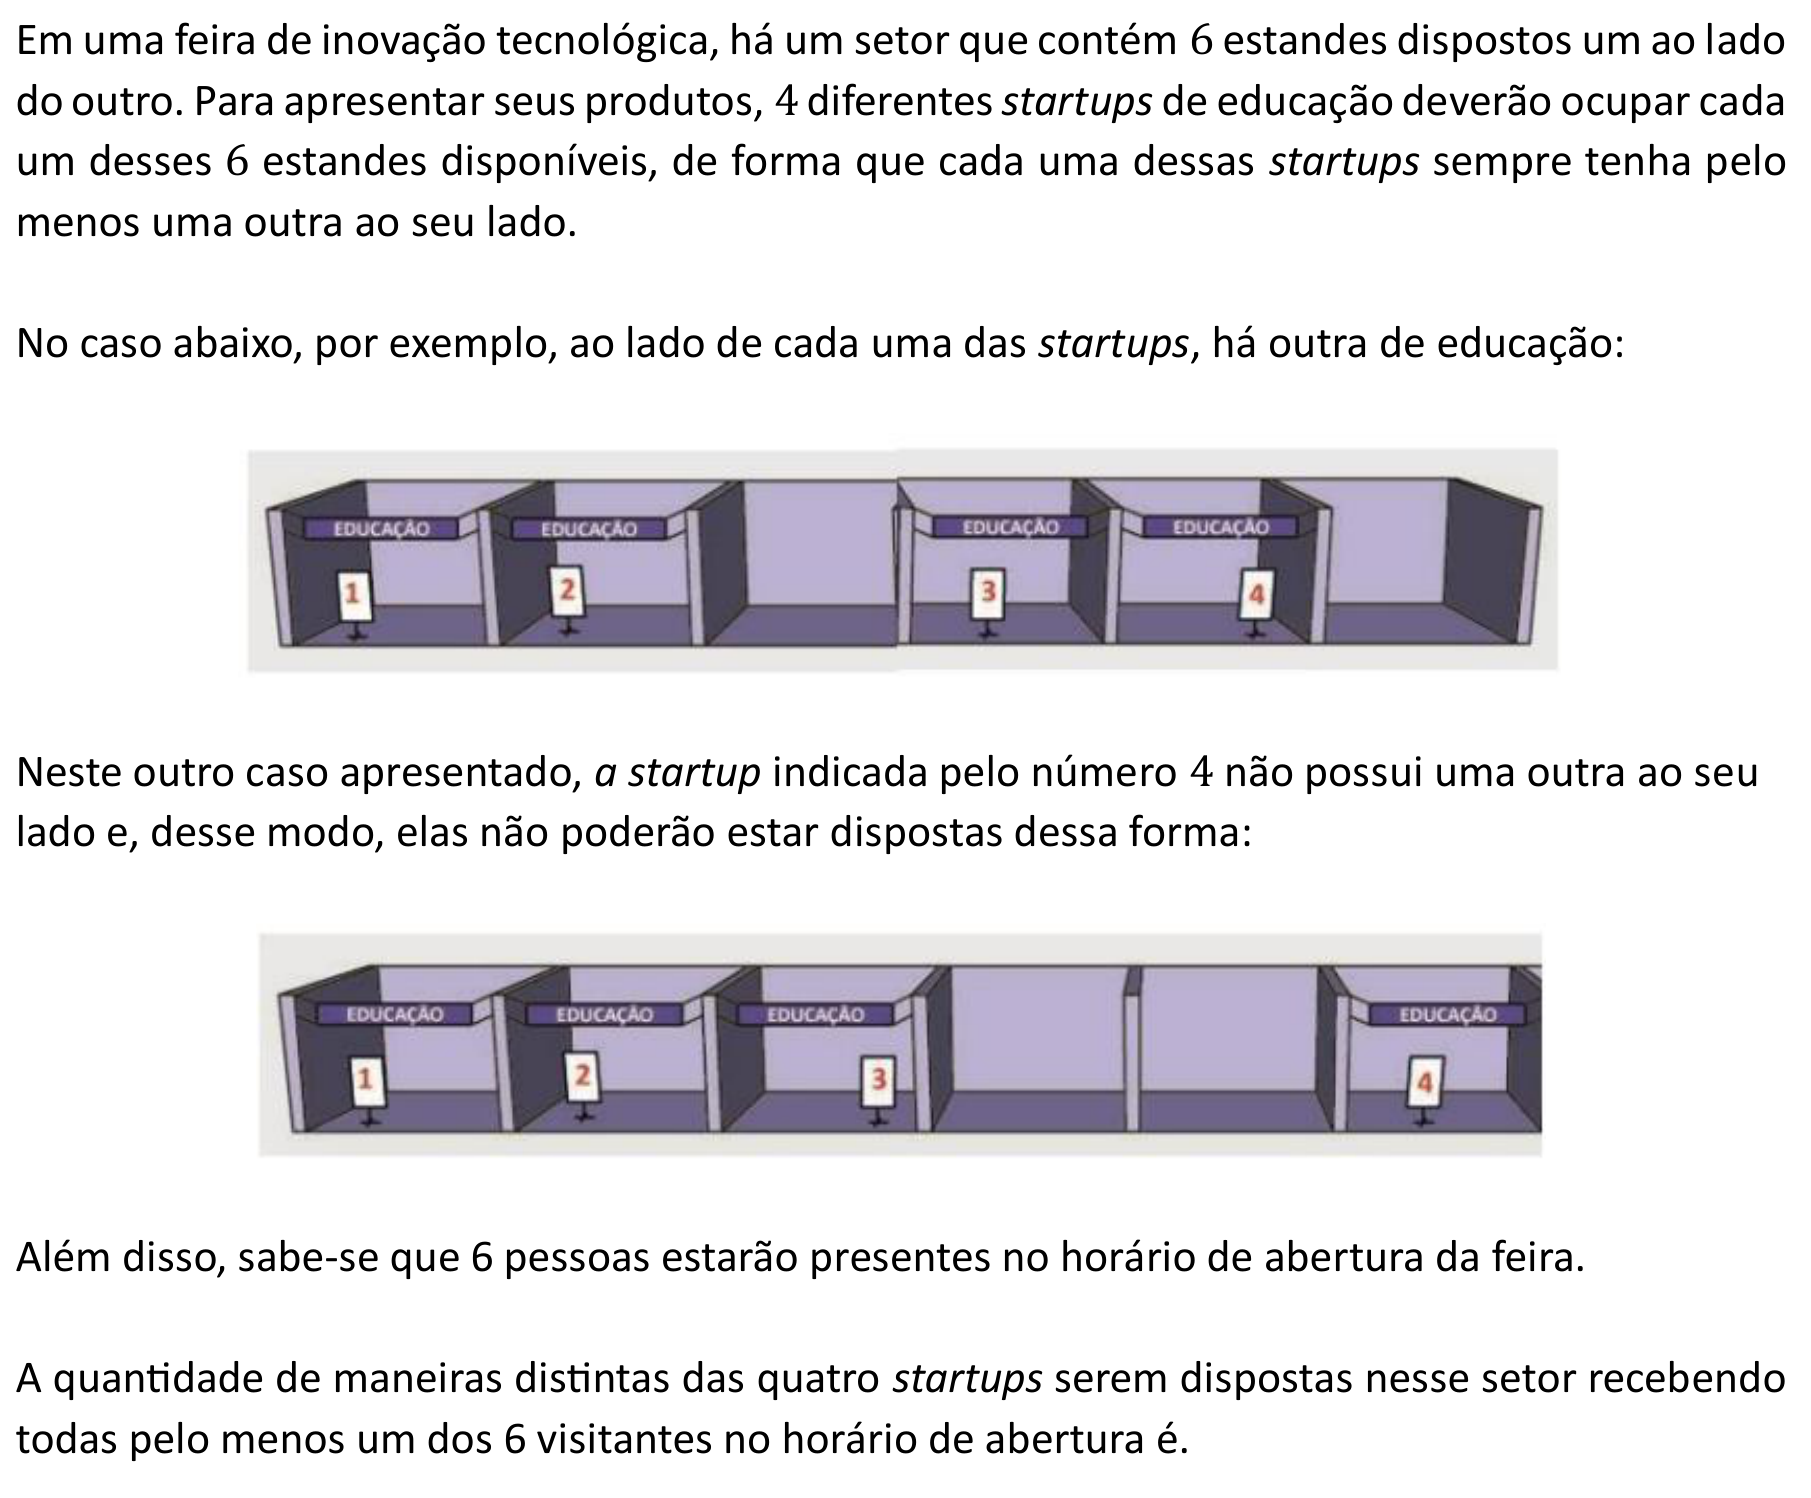 Em uma feira de inovação tecnológica, há um setor que contém 6 estandes dispostos um ao lado
do outro. Para apresentar seus produtos, 4 diferentes startups de educação deverão ocupar cada
um desses 6 estandes disponíveis, de forma que cada uma dessas startups sempre tenha pelo
menos uma outra ao seu lado.
No caso abaixo, por exemplo, ao lado de cada uma das startups, há outra de educação:
EDUCAÇÃO EDUCAÇÃO EDUCAÇÃO EDUCAÇÃO
1 2 3 4
Neste outro caso apresentado, a startup indicada pelo número 4 não possui uma outra ao seu
lado e, desse modo, elas não poderão estar dispostas dessa forma:
EDUCAÇÃO EDUCAÇÃO EDUCAÇÃO EDUCAÇÃO
1 2 3 4
Além disso, sabe-se que 6 pessoas estarão presentes no horário de abertura da feira.
A quantidade de maneiras distintas das quatro startups serem dispostas nesse setor recebendo
todas pelo menos um dos 6 visitantes no horário de abertura é.